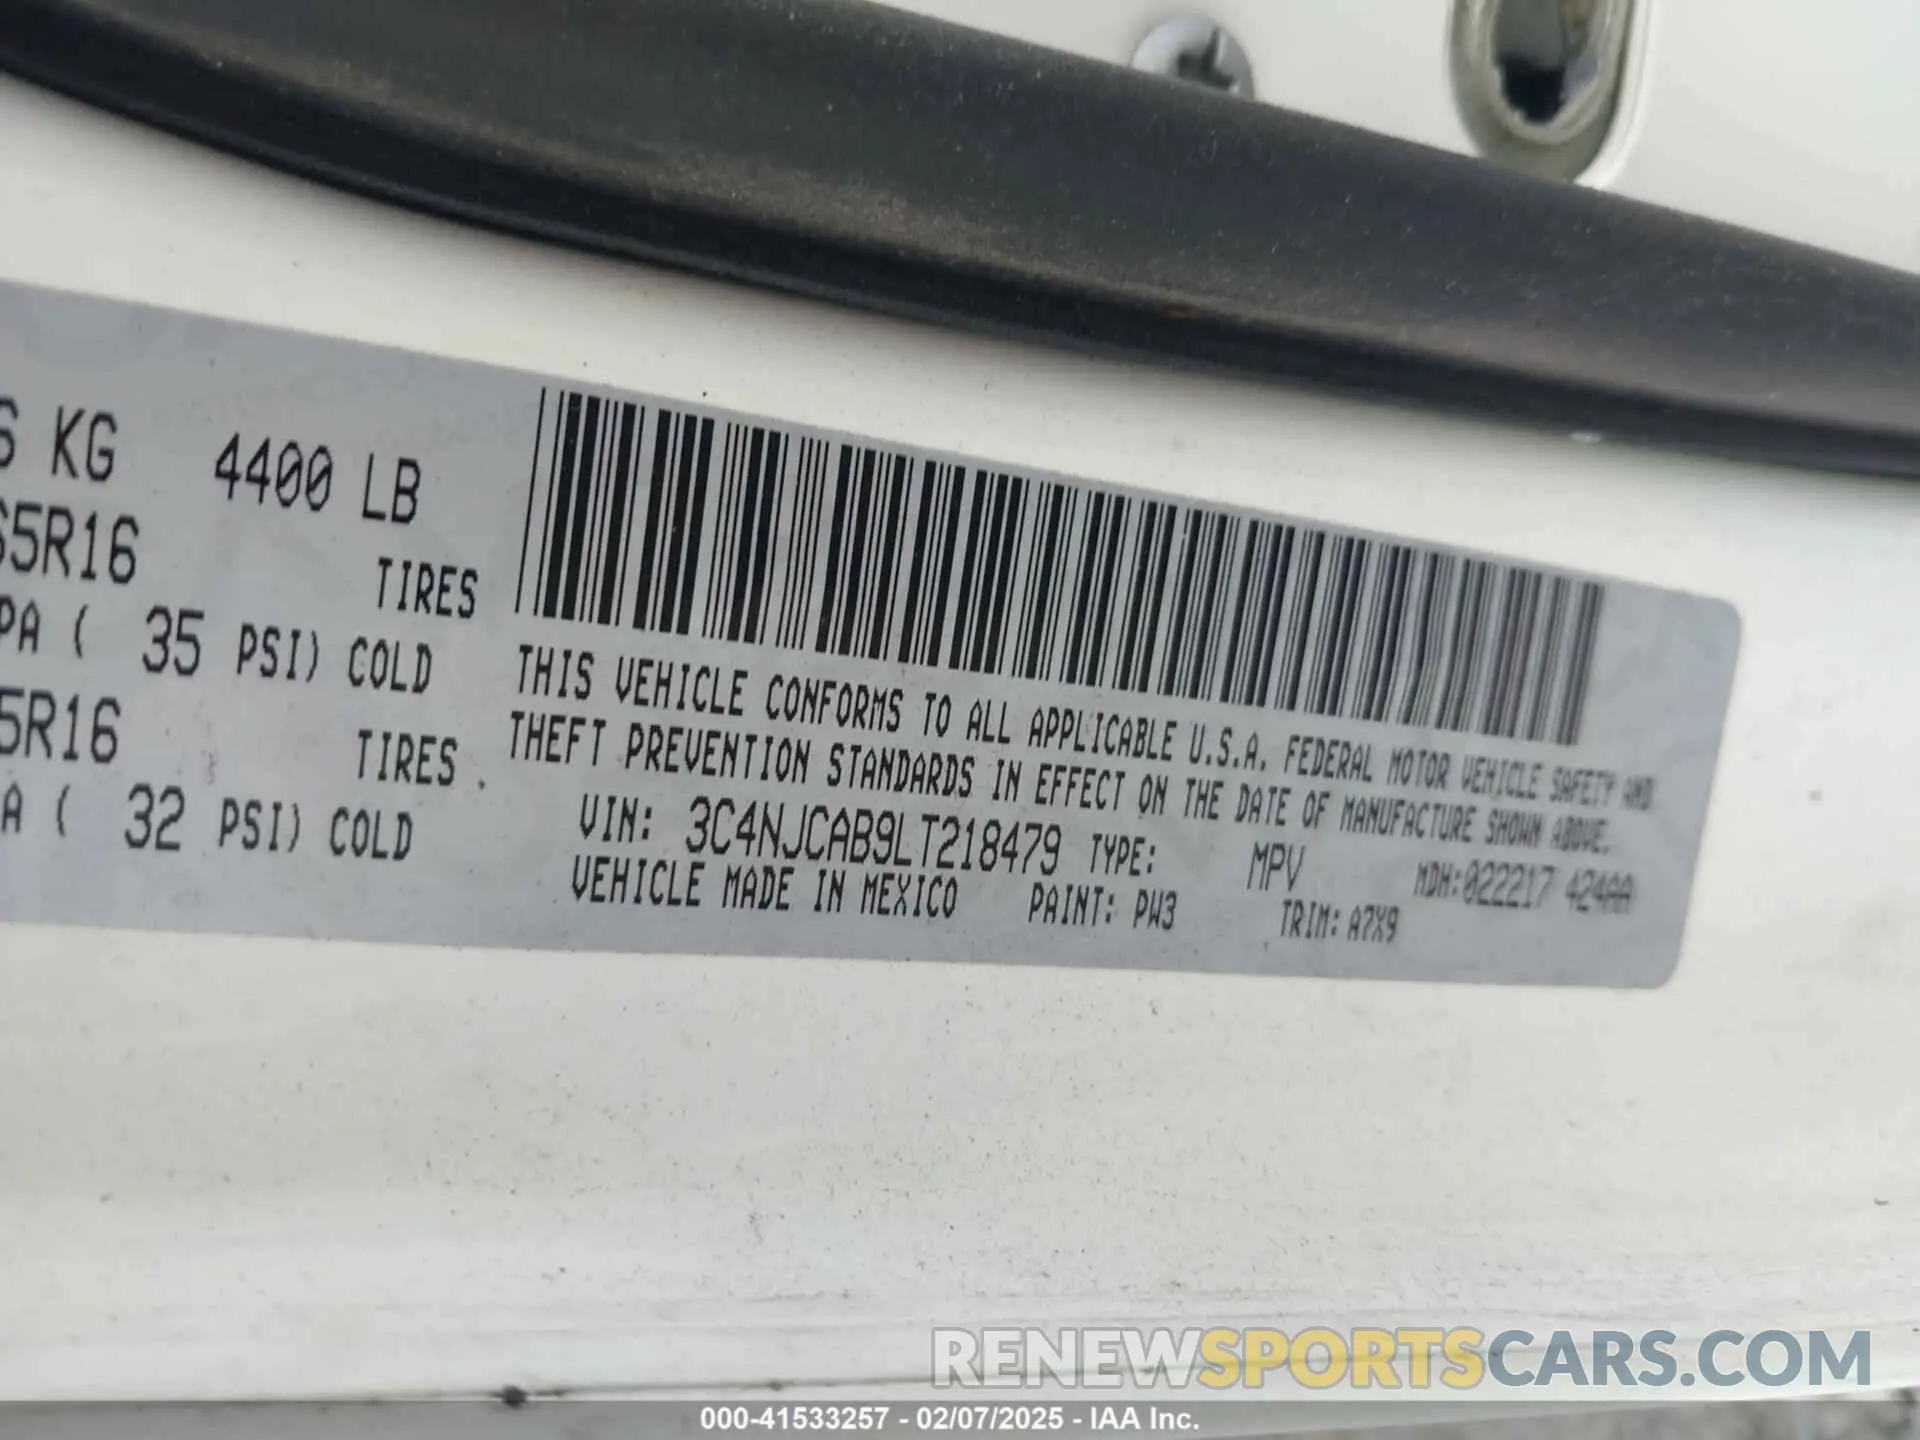 KG 4400 LB
5R16 TIRES
PA ( 35 PSI) COLD
5R16 TIRES
A ( 32 PSI) COLD
THIS VEHICLE CONFORMS TO ALL APPLICABLE U.S.A. FEDERAL MOTOR VEHICLE SAFETY AND
THEFT PREVENTION STANDARDS IN EFFECT ON THE DATE OF MANUFACTURE SHOWN ABOVE.
VIN: 3C4NJCAB9LT218479 TYPE: MPV MDH:022217 424AA
VEHICLE MADE IN MEXICO PAINT: PW3 TRIM: A7X9
RENEWSPORTSCARS.COM
000-41533257 - 02/07/2025 - IAA Inc.